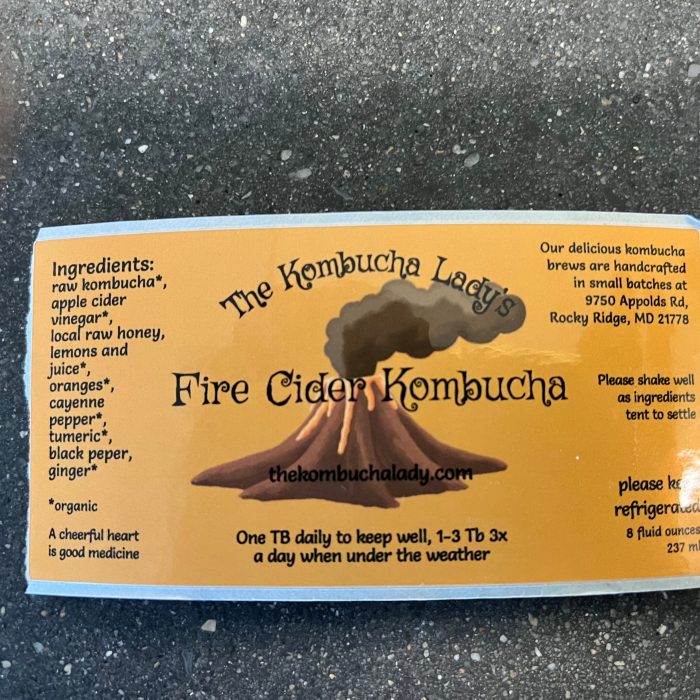 Ingredients:
raw kombucha*,
apple cider
vinegar*,
local raw honey,
lemons and
juice*,
oranges*,
cayenne
pepper*,
tumeric*,
black peper,
ginger*
*organic
A cheerful heart
is good medicine
The Kombucha Lady's
Fire Cider Kombucha
thekombuchalady.com
One TB daily to keep well, 1-3 Tb 3x
a day when under the weather
Our delicious kombucha
brews are handcrafted
in small batches at
9750 Appolds Rd,
Rocky Ridge, MD 21778
Please shake well
as ingredients
tent to settle
please
refrigerated
8 fluid ounces
237 ml